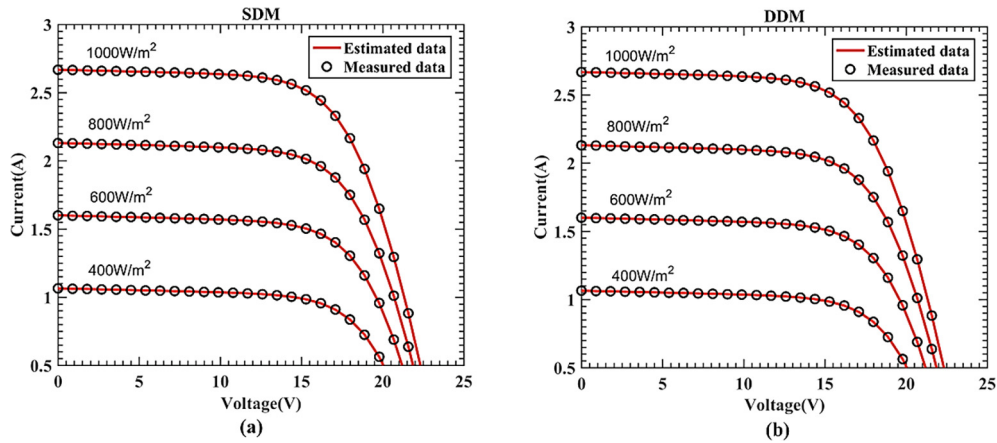 SDM
3
2.5
2
1.5
1
0.5
Current(A)
1000W/m²
800W/m²
600W/m²
400W/m²
Estimated data
Measured data
0 5 10 15 20 25
Voltage(V)
(a)
DDM
3
2.5
2
1.5
1
0.5
Current(A)
1000W/m²
800W/m²
600W/m²
400W/m²
Estimated data
Measured data
0 5 10 15 20 25
Voltage(V)
(b)